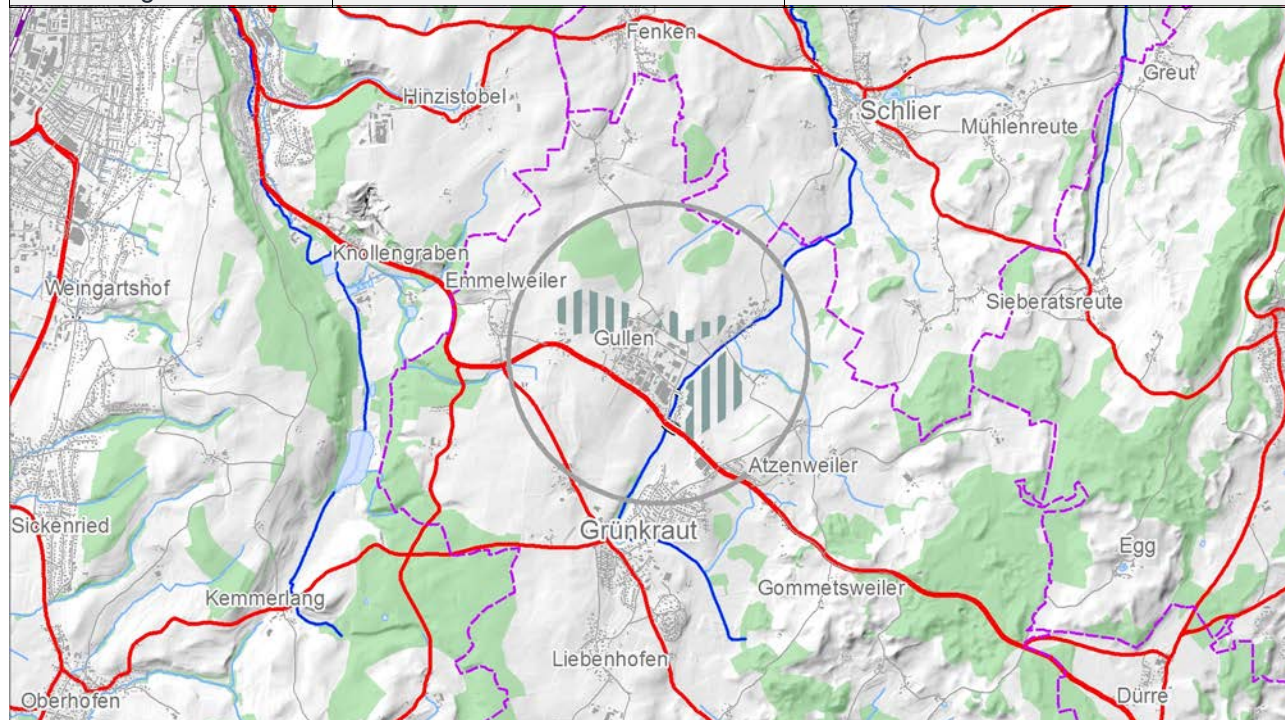 Fenken
Greut
Hinzistobel
Schlier
Mühlenreute
Knollengraben
Emmelweiler
Weingartshof
Sieberatsreute
Gullen
Atzenweiler
Sickenried
Grünkraut
Egg
Gommetsweiler
Kemmerlang
Liebenhofen
Oberhofen
Dürre